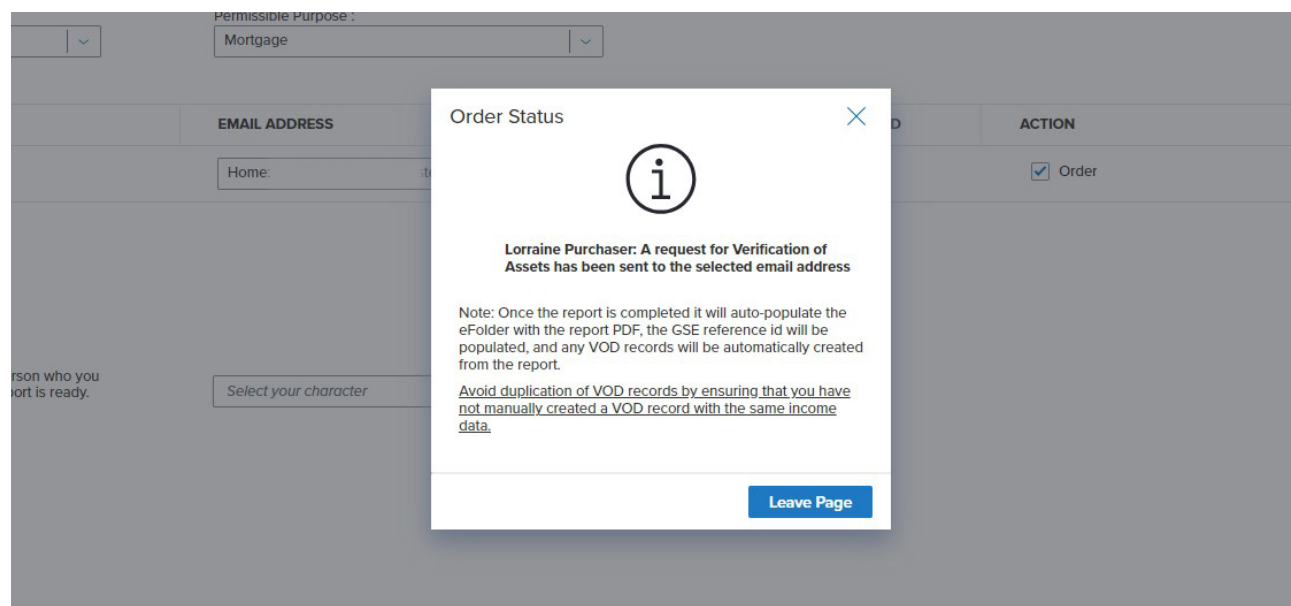 Permissible Purpose :
Mortgage
EMAIL ADDRESS
ACTION
Home:
Order
Order Status
Lorraine Purchaser: A request for Verification of
Assets has been sent to the selected email address
Note: Once the report is completed it will auto-populate the
eFolder with the report PDF, the GSE reference id will be
populated, and any VOD records will be automatically created
from the report.
Avoid duplication of VOD records by ensuring that you have
not manually created a VOD record with the same income
data.
Leave Page
who you
is ready.
Select your character